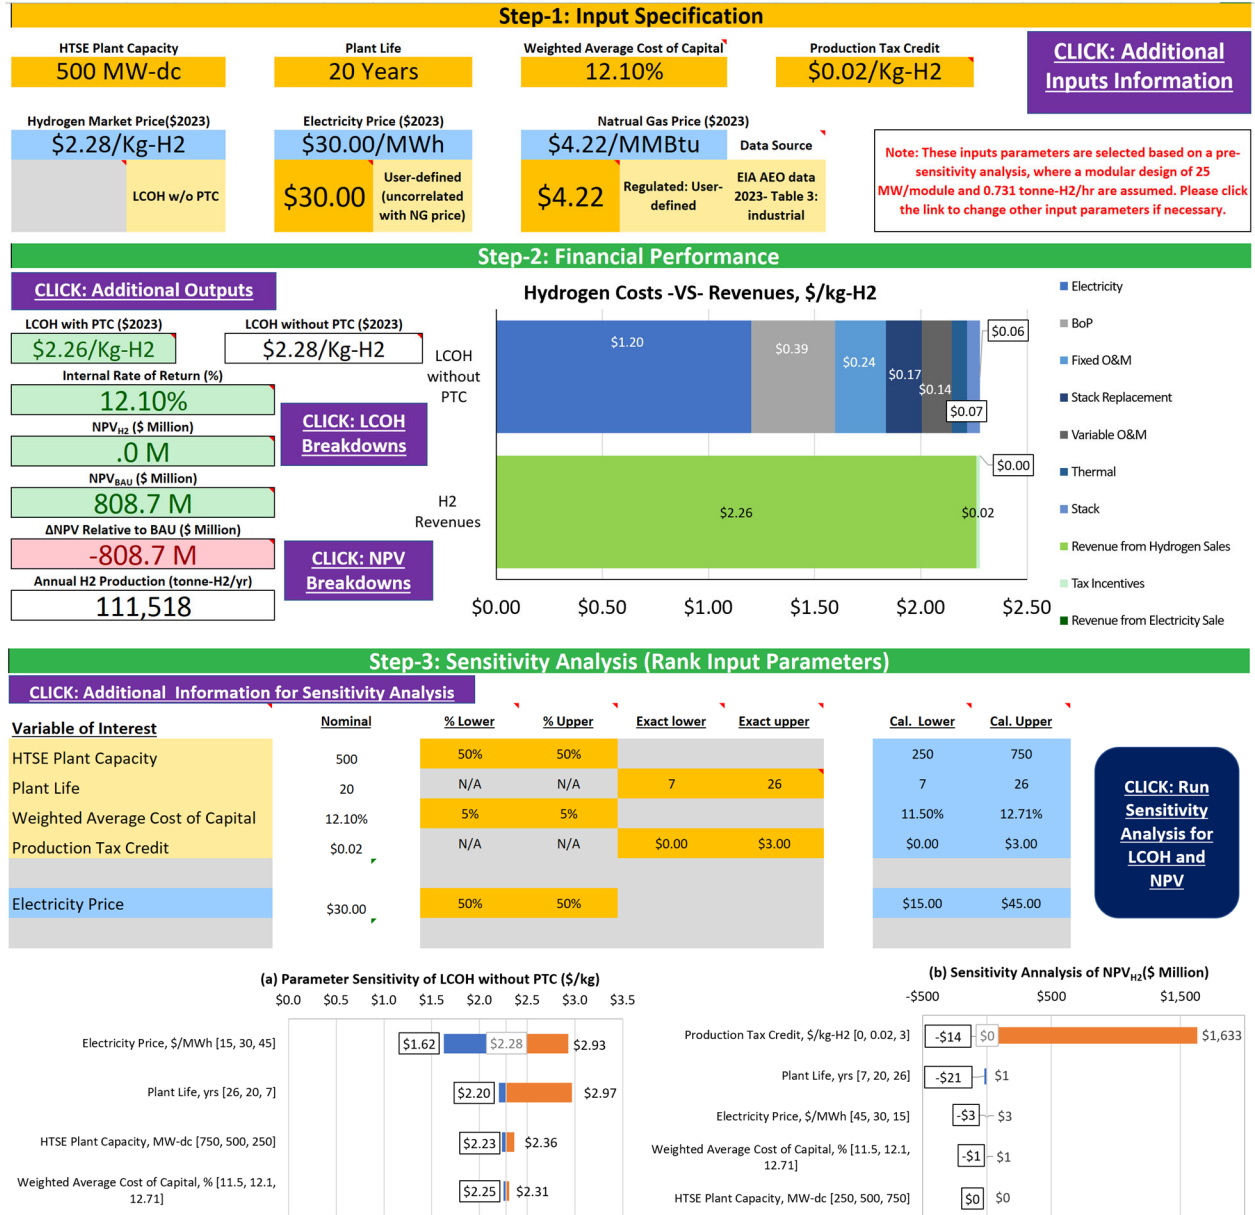 Step-1: Input Specification
HTSE Plant Capacity
500 MW-dc
Plant Life
20 Years
Weighted Average Cost of Capital
12.10%
Production Tax Credit
$0.02/Kg-H2
CLICK: Additional
Inputs Information
Hydrogen Market Price($2023)
$2.28/Kg-H2
LCOH w/o PTC
Electricity Price ($2023)
$30.00/MWh
$30.00
User-defined
(uncorrelated
with NG price)
Natrual Gas Price ($2023)
$4.22/MMBtu
Data Source
$4.22
Regulated: User-
defined
EIA AEO data
2023- Table 3:
industrial
Note: These inputs parameters are selected based on a pre-
sensitivity analysis, where a modular design of 25
MW/module and 0.731 tonne-H2/hr are assumed. Please click
the link to change other input parameters if necessary.
Step-2: Financial Performance
CLICK: Additional Outputs
LCOH with PTC ($2023)
$2.26/Kg-H2
LCOH without PTC ($2023)
$2.28/Kg-H2
Internal Rate of Return (%)
12.10%
NPVH2 ($ Million)
.0 M
NPVBAU ($ Million)
808.7 M
ΔNPV Relative to BAU ($ Million)
-808.7 M
Annual H2 Production (tonne-H2/yr)
111,518
CLICK: LCOH
Breakdowns
CLICK: NPV
Breakdowns
Hydrogen Costs -VS- Revenues, $/kg-H2
LCOH
without
PTC
$1.20
$0.39
$0.24
$0.17
$0.14
$0.07
$0.06
H2
Revenues
$2.26
$0.02
$0.00
$0.00 $0.50 $1.00 $1.50 $2.00 $2.50
Electricity
BoP
Fixed O&M
Stack Replacement
Variable O&M
Thermal
Stack
Revenue from Hydrogen Sales
Tax Incentives
Revenue from Electricity Sale
Step-3: Sensitivity Analysis (Rank Input Parameters)
CLICK: Additional Information for Sensitivity Analysis
Variable of Interest Nominal % Lower % Upper Exact lower Exact upper Cal. Lower Cal. Upper
HTSE Plant Capacity 500 50% 50% 250 750
Plant Life 20 N/A N/A 7 26 7 26
Weighted Average Cost of Capital 12.10% 5% 5% 11.50% 12.71%
Production Tax Credit $0.02 N/A N/A $0.00 $3.00 $0.00 $3.00
Electricity Price $30.00 50% 50% $15.00 $45.00
CLICK: Run
Sensitivity
Analysis for
LCOH and
NPV
(a) Parameter Sensitivity of LCOH without PTC ($/kg)
$0.0 $0.5 $1.0 $1.5 $2.0 $2.5 $3.0 $3.5
Electricity Price, $/MWh [15, 30, 45] $1.62 $2.28 $2.93
Plant Life, yrs [26, 20, 7] $2.20 $2.97
HTSE Plant Capacity, MW-dc [750, 500, 250] $2.23 $2.36
Weighted Average Cost of Capital, % [11.5, 12.1,
12.71] $2.25 $2.31
(b) Sensitivity Annalysis of NPVH2($ Million)
-$500 $500 $1,500
Production Tax Credit, $/kg-H2 [0, 0.02, 3] -$14 $0 $1,633
Plant Life, yrs [7, 20, 26] -$21 $1
Electricity Price, $/MWh [45, 30, 15] -$3 $3
Weighted Average Cost of Capital, % [11.5, 12.1,
12.71] -$1 $1
HTSE Plant Capacity, MW-dc [250, 500, 750] $0 $0